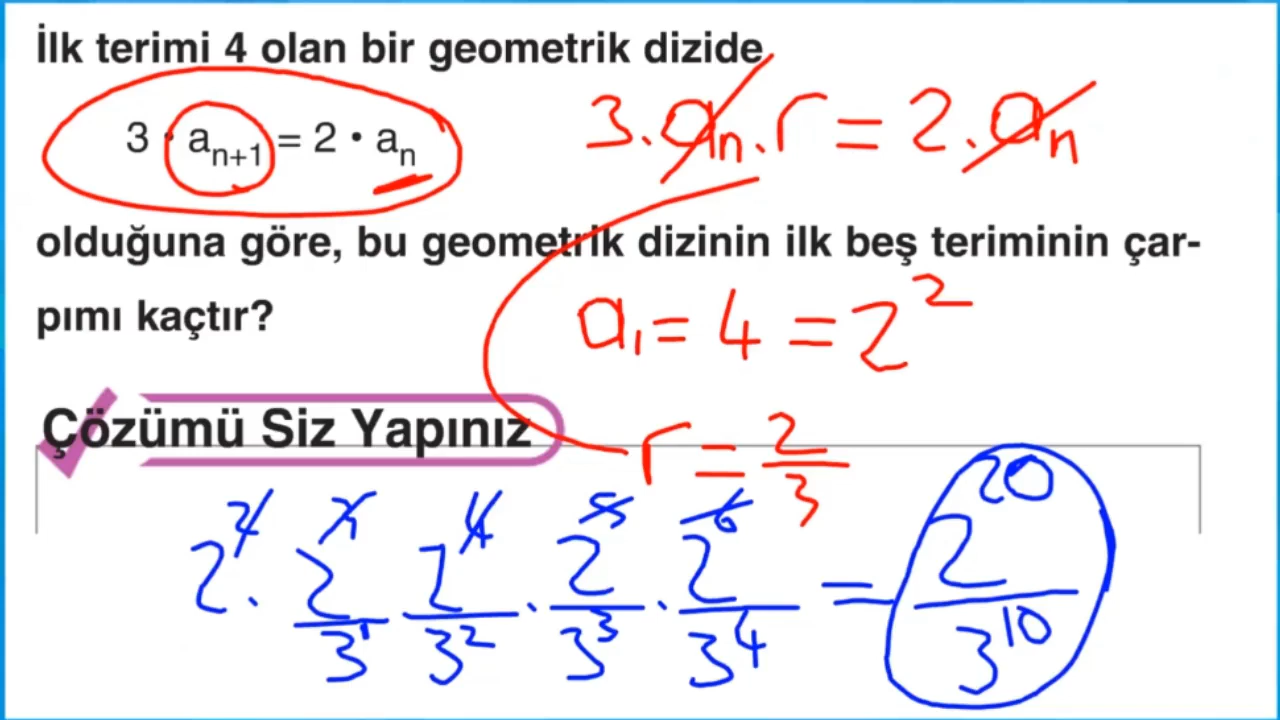 İlk terimi 4 olan bir geometrik dizide
3 • aₙ₊₁ = 2 • aₙ
3 . aₙ . r = 2 . aₙ
olduğuna göre, bu geometrik dizinin ilk beş teriminin çar-
pımı kaçtır?
a₁ = 4 = 2²
Çözümü Siz Yapınız
r = 2/3
2² . 2³/3¹ 2⁴/3² . 2⁵/3³ . 2⁶/3⁴ = 2²⁰/3¹⁰